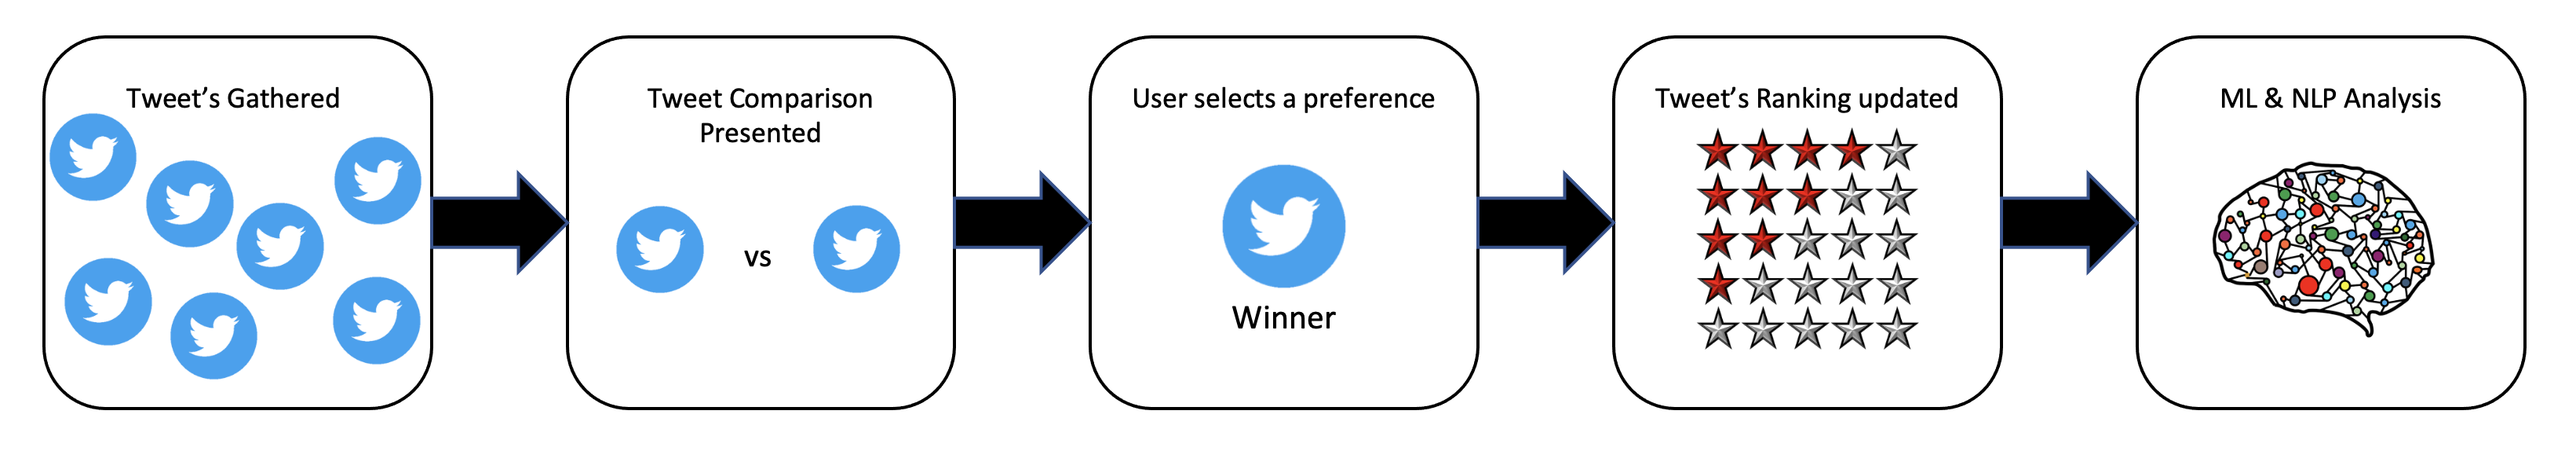 Tweet’s Gathered
Tweet Comparison
Presented
vs
User selects a preference
Winner
Tweet’s Ranking updated
ML & NLP Analysis